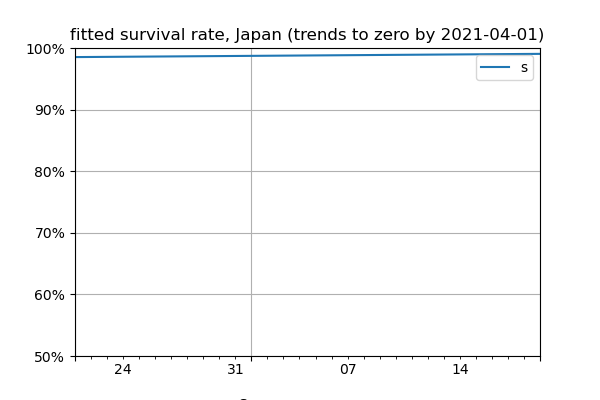 fitted survival rate, Japan (trends to zero by 2021-04-01)
100%
s
90%
80%
70%
60%
50%
24 31 07 14